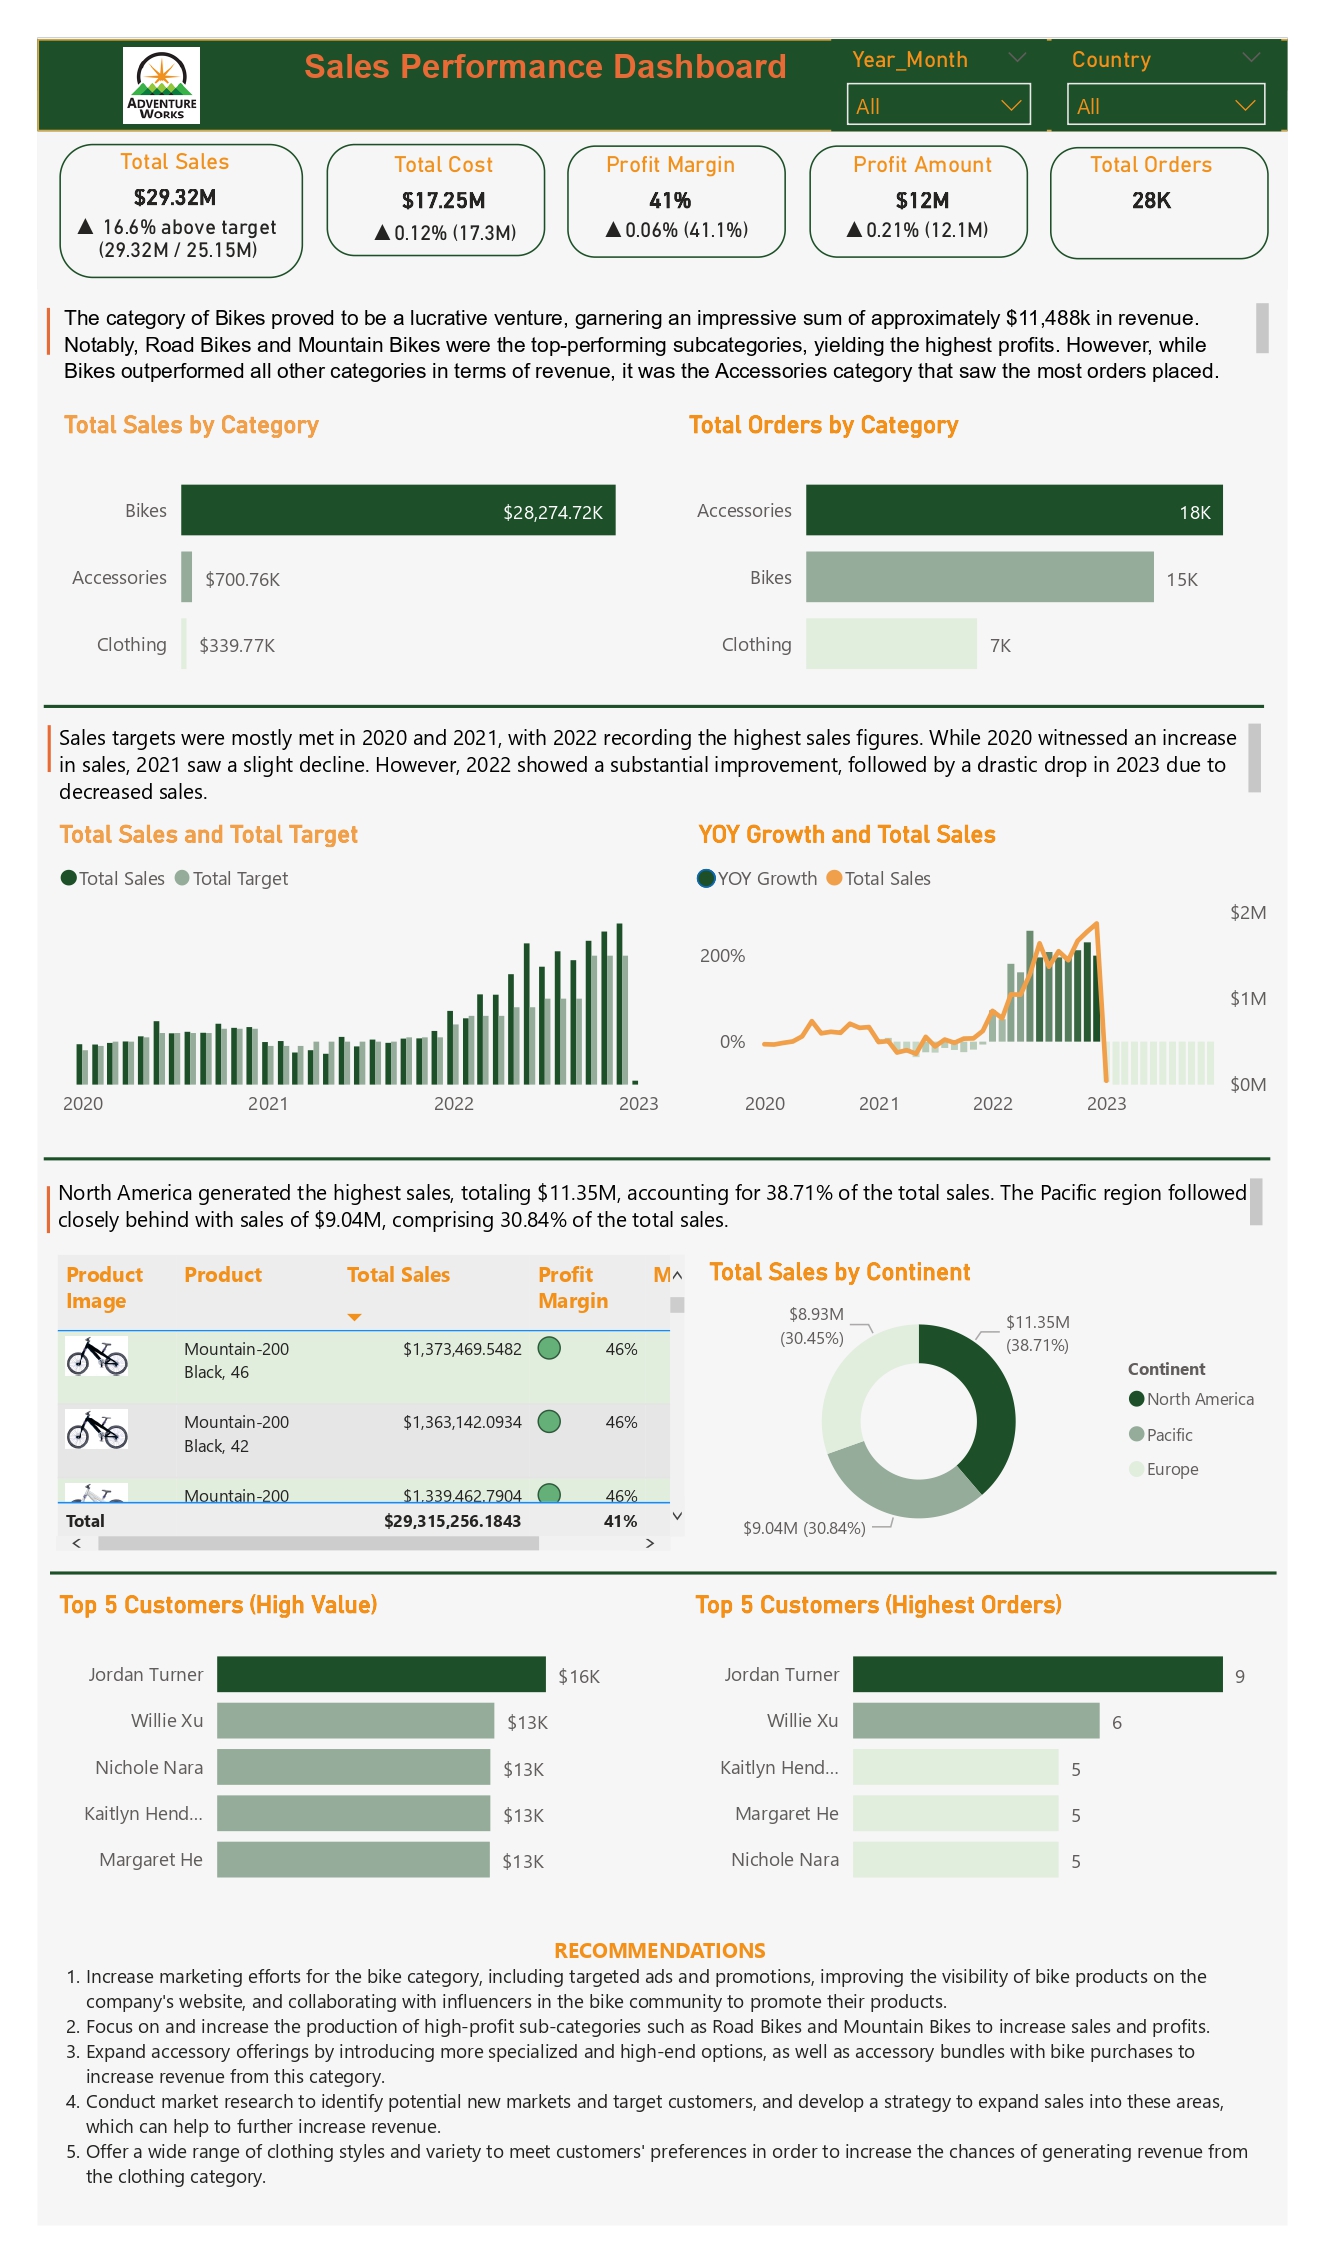 ADVENTURE
WORKS
Sales Performance Dashboard
Year_Month
All
Country
All
Total Sales
$29.32M
▲ 16.6% above target
(29.32M / 25.15M)
Total Cost
$17.25M
▲0.12% (17.3M)
Profit Margin
41%
▲0.06% (41.1%)
Profit Amount
$12M
▲0.21% (12.1M)
Total Orders
28K
The category of Bikes proved to be a lucrative venture, garnering an impressive sum of approximately $11,488k in revenue.
Notably, Road Bikes and Mountain Bikes were the top-performing subcategories, yielding the highest profits. However, while
Bikes outperformed all other categories in terms of revenue, it was the Accessories category that saw the most orders placed.
Total Sales by Category
Bikes $28,274.72K
Accessories $700.76K
Clothing $339.77K
Total Orders by Category
Accessories 18K
Bikes 15K
Clothing 7K
Sales targets were mostly met in 2020 and 2021, with 2022 recording the highest sales figures. While 2020 witnessed an increase
in sales, 2021 saw a slight decline. However, 2022 showed a substantial improvement, followed by a drastic drop in 2023 due to
decreased sales.
Total Sales and Total Target
Total Sales Total Target
2020 2021 2022 2023
YOY Growth and Total Sales
YOY Growth Total Sales
$2M
200%
$1M
0%
$0M
2020 2021 2022 2023
North America generated the highest sales, totaling $11.35M, accounting for 38.71% of the total sales. The Pacific region followed
closely behind with sales of $9.04M, comprising 30.84% of the total sales.
Product Product Total Sales Profit M
Image Margin
Mountain-200 $1,373,469.5482 46%
Black, 46
Mountain-200 $1,363,142.0934 46%
Black, 42
Mountain-200 $1,339,462.7904 46%
Total $29,315,256.1843 41%
Total Sales by Continent
$8.93M
(30.45%)
$11.35M
(38.71%)
$9.04M (30.84%)
Continent
North America
Pacific
Europe
Top 5 Customers (High Value)
Jordan Turner $16K
Willie Xu $13K
Nichole Nara $13K
Kaitlyn Hend... $13K
Margaret He $13K
Top 5 Customers (Highest Orders)
Jordan Turner 9
Willie Xu 6
Kaitlyn Hend... 5
Margaret He 5
Nichole Nara 5
RECOMMENDATIONS
1. Increase marketing efforts for the bike category, including targeted ads and promotions, improving the visibility of bike products on the
company's website, and collaborating with influencers in the bike community to promote their products.
2. Focus on and increase the production of high-profit sub-categories such as Road Bikes and Mountain Bikes to increase sales and profits.
3. Expand accessory offerings by introducing more specialized and high-end options, as well as accessory bundles with bike purchases to
increase revenue from this category.
4. Conduct market research to identify potential new markets and target customers, and develop a strategy to expand sales into these areas,
which can help to further increase revenue.
5. Offer a wide range of clothing styles and variety to meet customers' preferences in order to increase the chances of generating revenue from
the clothing category.